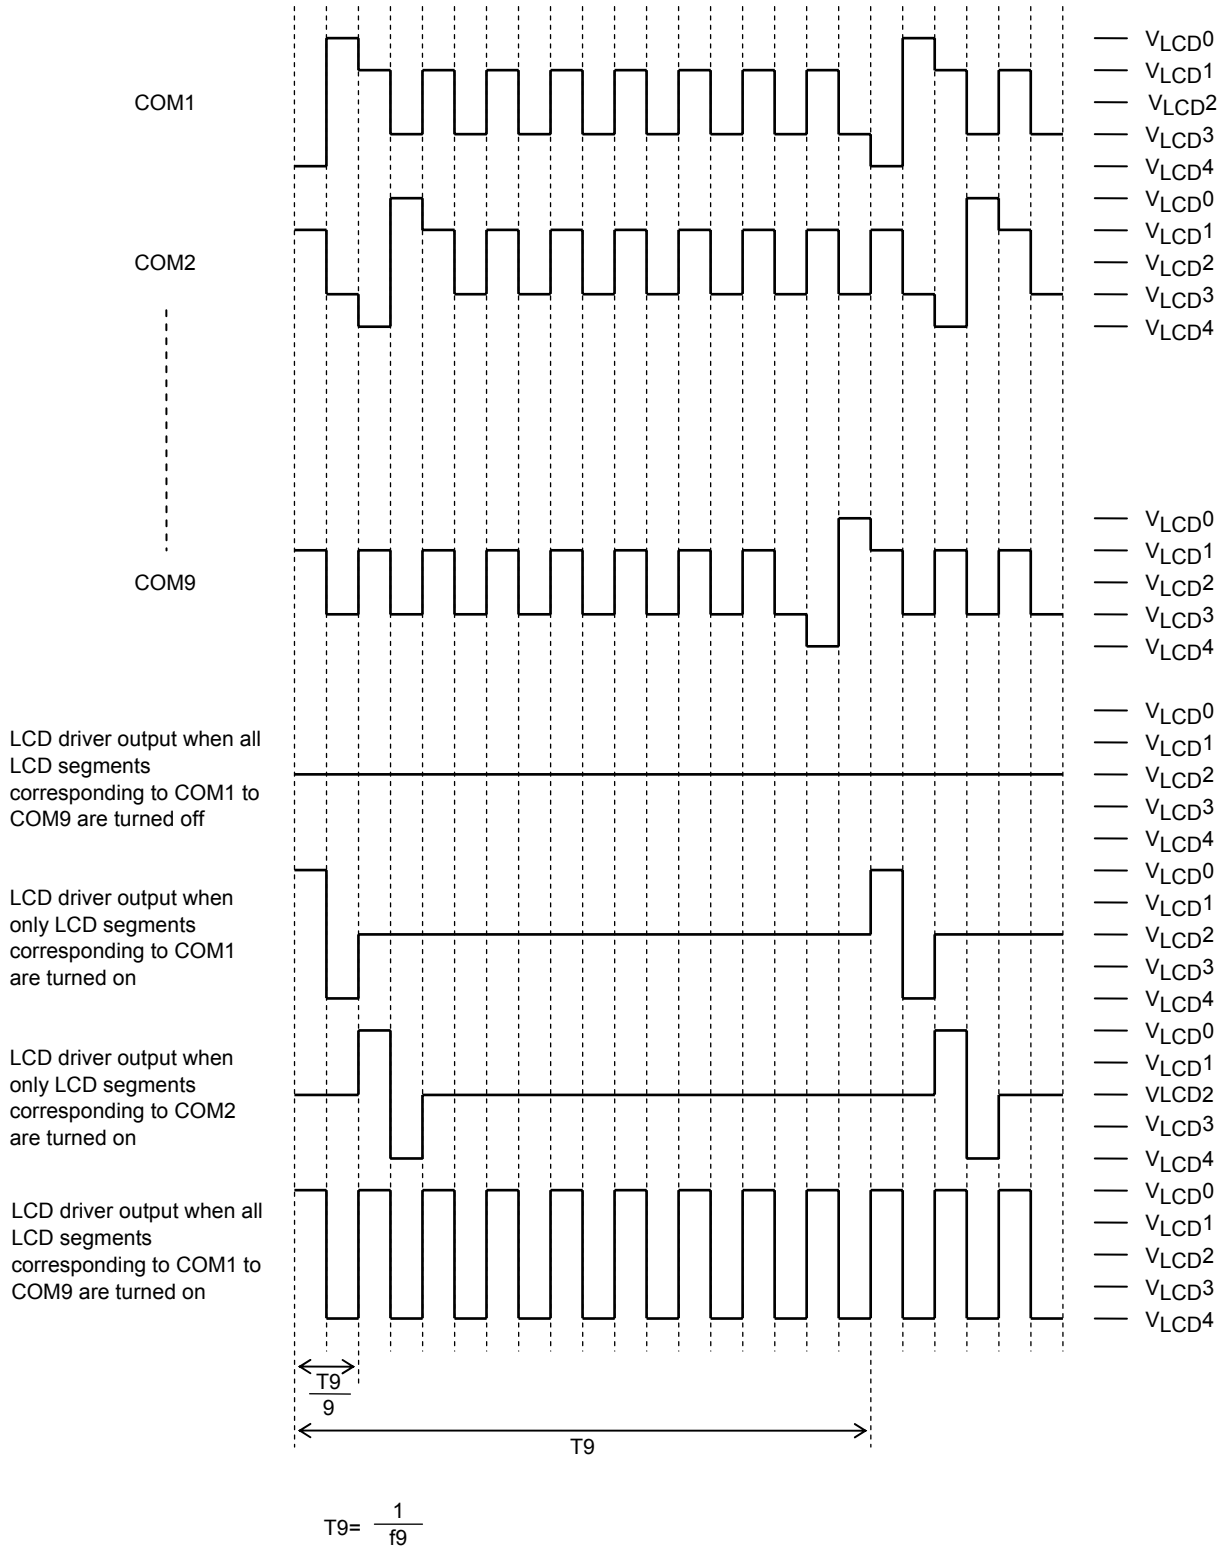 VLCD0
VLCD1
COM1
VLCD2
VLCD3
VLCD4
VLCD0
VLCD1
COM2
VLCD2
VLCD3
VLCD4
VLCD0
VLCD1
COM9
VLCD2
VLCD3
VLCD4
LCD driver output when all
LCD segments
corresponding to COM1 to
COM9 are turned off
VLCD0
VLCD1
VLCD2
VLCD3
VLCD4
LCD driver output when
only LCD segments
corresponding to COM1
are turned on
VLCD0
VLCD1
VLCD2
VLCD3
VLCD4
LCD driver output when
only LCD segments
corresponding to COM2
are turned on
VLCD0
VLCD1
VLCD2
VLCD3
VLCD4
LCD driver output when all
LCD segments
corresponding to COM1 to
COM9 are turned on
VLCD0
VLCD1
VLCD2
VLCD3
VLCD4
T9
9
T9
T9= 1
f9